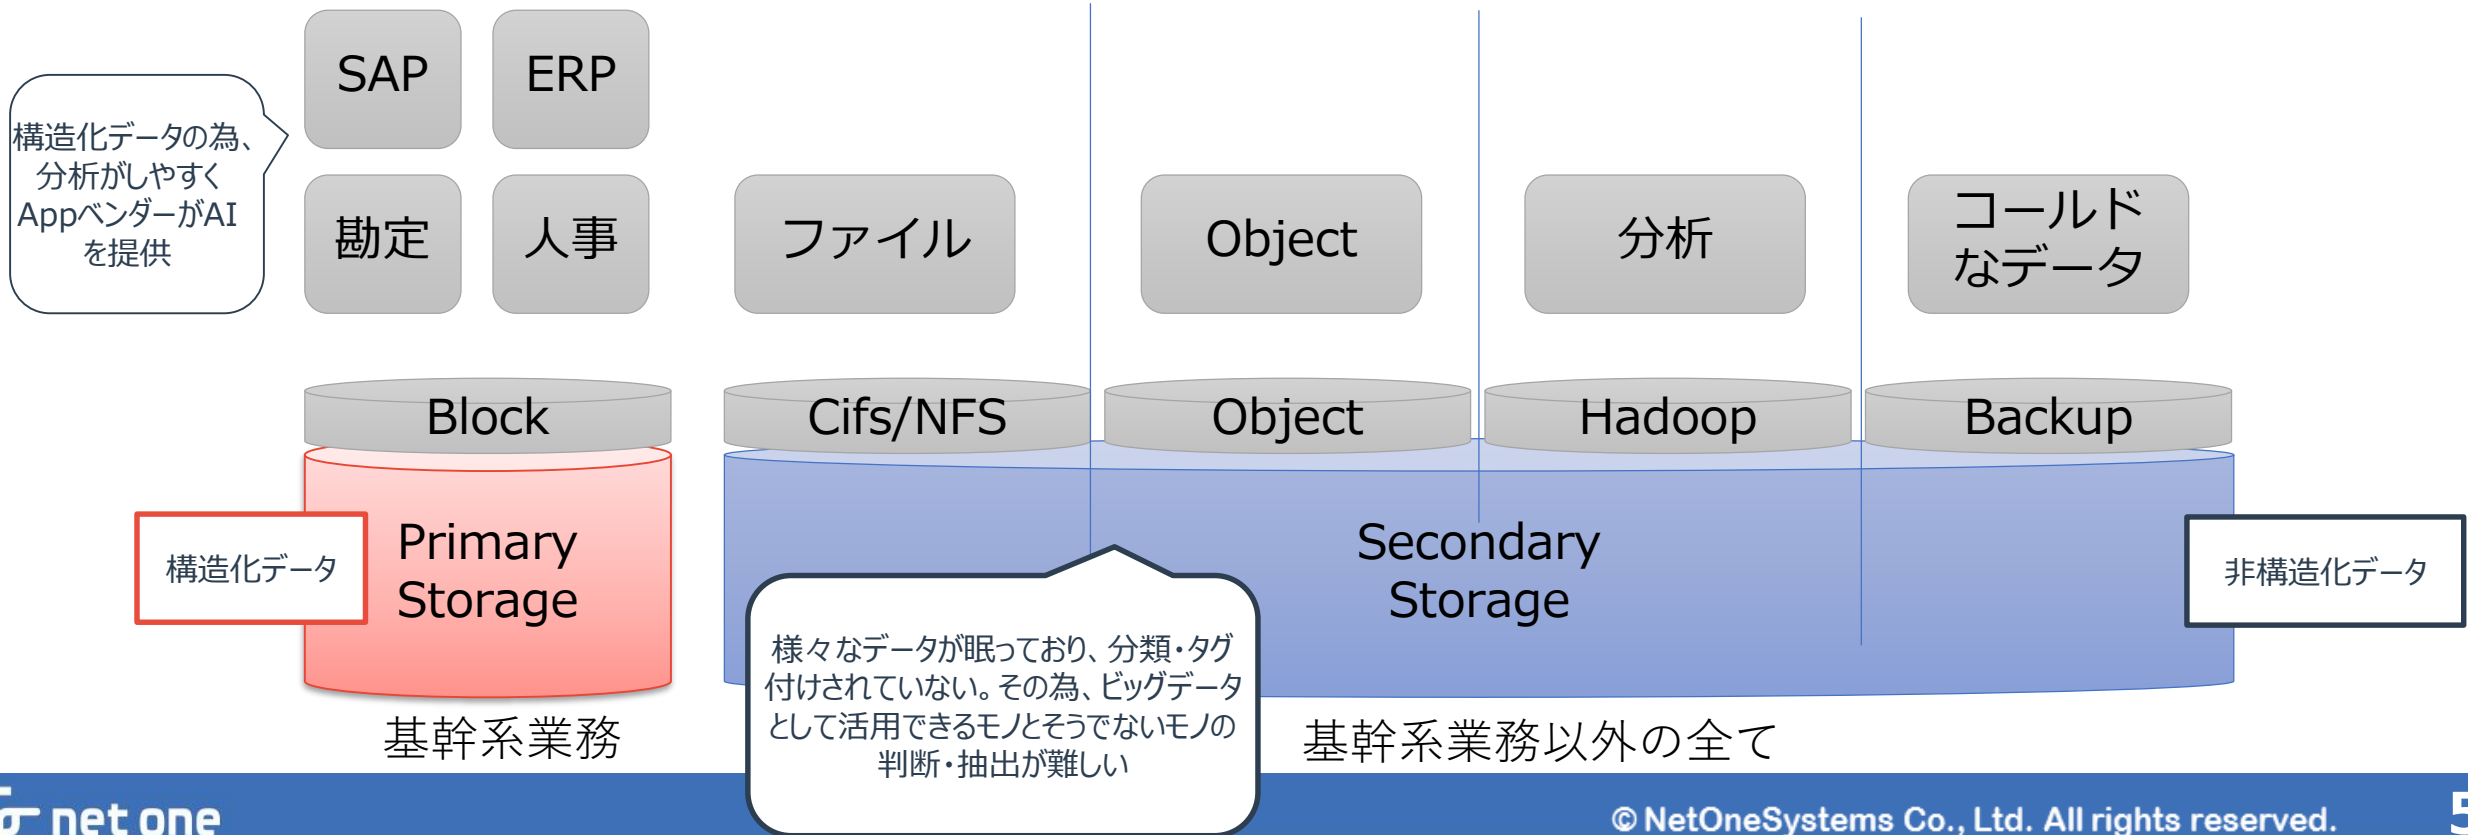 SAP
ERP
構造化データの為、
分析がしやすく
AppベンダーがAI
を提供
勘定
人事
ファイル
Object
分析
コールド
なデータ
Block
Cifs/NFS
Object
Hadoop
Backup
構造化データ
Primary
Storage
Secondary
Storage
非構造化データ
様々なデータが眠っており、分類・タグ
付けされていない。その為、ビッグデータ
として活用できるモノとそうでないモノの
判断・抽出が難しい
基幹系業務
基幹系業務以外の全て
net one
© NetOneSystems Co., Ltd. All rights reserved.
5